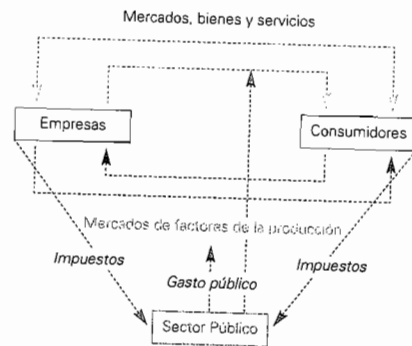 Mercados, bienes y servicios
Empresas
Consumidores
Mercados de factores de la producción
Impuestos
Impuestos
Gasto público
Sector Público